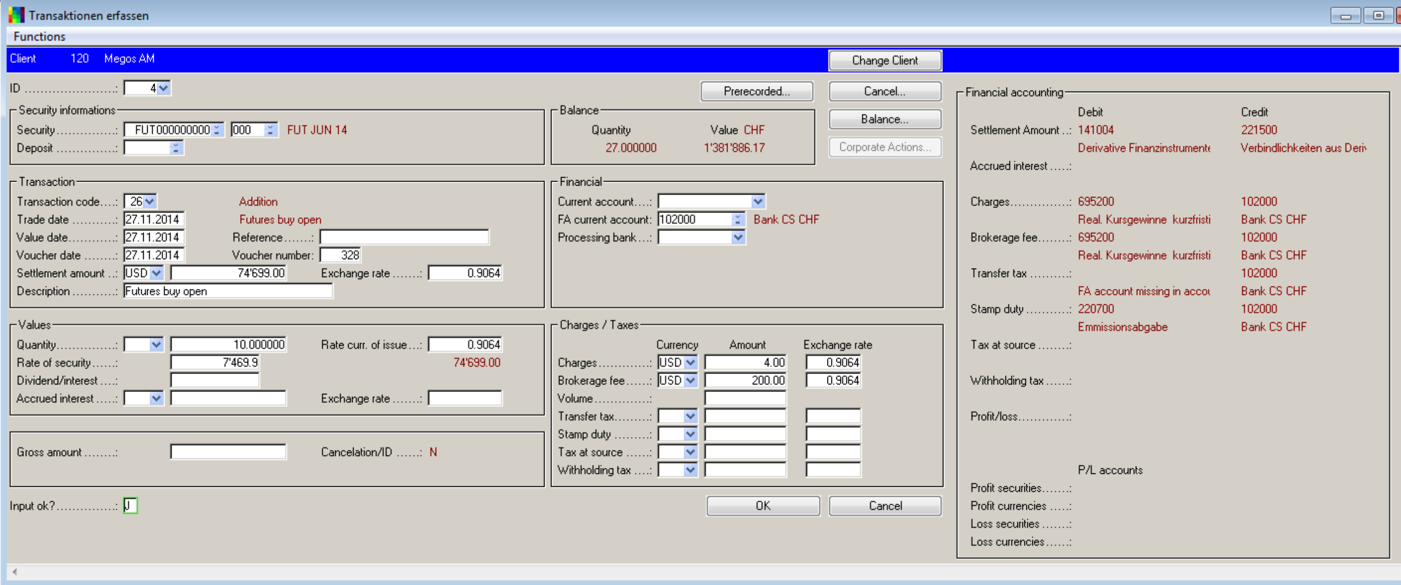 Transaktionen erfassen
Functions
Client 120 Megos AM Change Client
ID ......................: 4 Prerecorded... Cancel...
Security informations
Security...............: FUT000000000 000 FUT JUN 14
Deposit ...............:
Balance
Quantity Value CHF
27.000000 1'381'886.17
Balance...
Corporate Actions...
Transaction
Transaction code....: 26 Addition
Trade date ..........: 27.11.2014 Futures buy open
Value date...........: 27.11.2014 Reference.......:
Voucher date ........: 27.11.2014 Voucher number: 328
Settlement amount ..: USD 74'699.00 Exchange rate ......: 0.9064
Description ...........: Futures buy open
Financial
Current account....:
FA current account: 102000 Bank CS CHF
Processing bank....:
Values
Quantity...............: 10.000000 Rate curr. of issue...: 0.9064
Rate of security......: 7'469.9 74'699.00
Dividend/interest ....:
Accrued interest .....: Exchange rate ......:
Charges / Taxes
Currency Amount Exchange rate
Charges.............: USD 4.00 0.9064
Brokerage fee......: USD 200.00 0.9064
Volume ..............:
Transfer tax.........:
Stamp duty .........:
Tax at source ......:
Withholding tax ....:
Gross amount ........: Cancelation/ID ......: N
Input ok?..............: J OK Cancel
Financial accounting
Debit Credit
Settlement Amount ..: 141004 221500
Derivative Finanzinstrumente Verbindlichkeiten aus Deriv
Accrued interest .....:
Charges................: 695200 102000
Real. Kursgewinne kurzfristi Bank CS CHF
Brokerage fee........: 695200 102000
Real. Kursgewinne kurzfristi Bank CS CHF
Transfer tax ..........: 102000
FA account missing in accou Bank CS CHF
Stamp duty ...........: 220700 102000
Emmissionsabgabe Bank CS CHF
Tax at source ........:
Withholding tax ......:
Profit/loss.............:
P/L accounts
Profit securities.......:
Profit currencies .....:
Loss securities .......:
Loss currencies......: